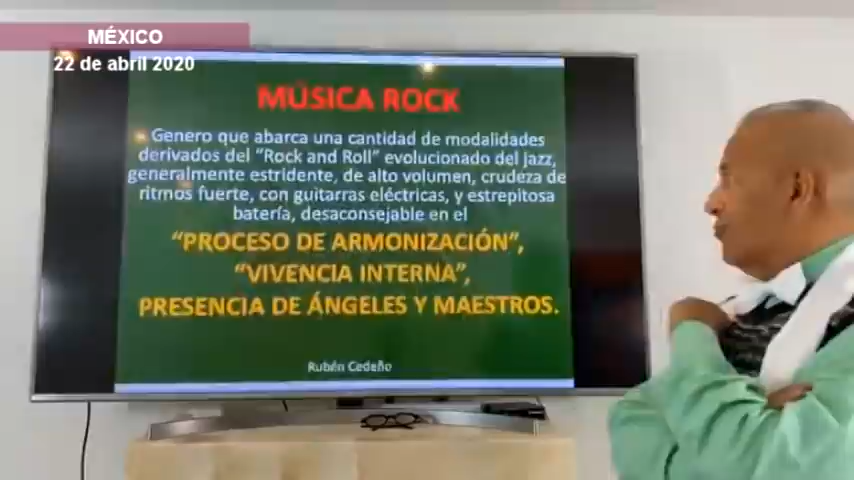 MÉXICO
22 de abril 2020
MÚSICA ROCK
Genero que abarca una cantidad de modalidades
derivados del “Rock and Roll” evolucionado del jazz,
generalmente estridente, de alto volumen, crudeza de
ritmos fuerte, con guitarras eléctricas, y estrepitosa
batería, desaconsejable en el
“PROCESO DE ARMONIZACIÓN”,
“VIVENCIA INTERNA”,
PRESENCIA DE ÁNGELES Y MAESTROS.
Rubén Cedeño